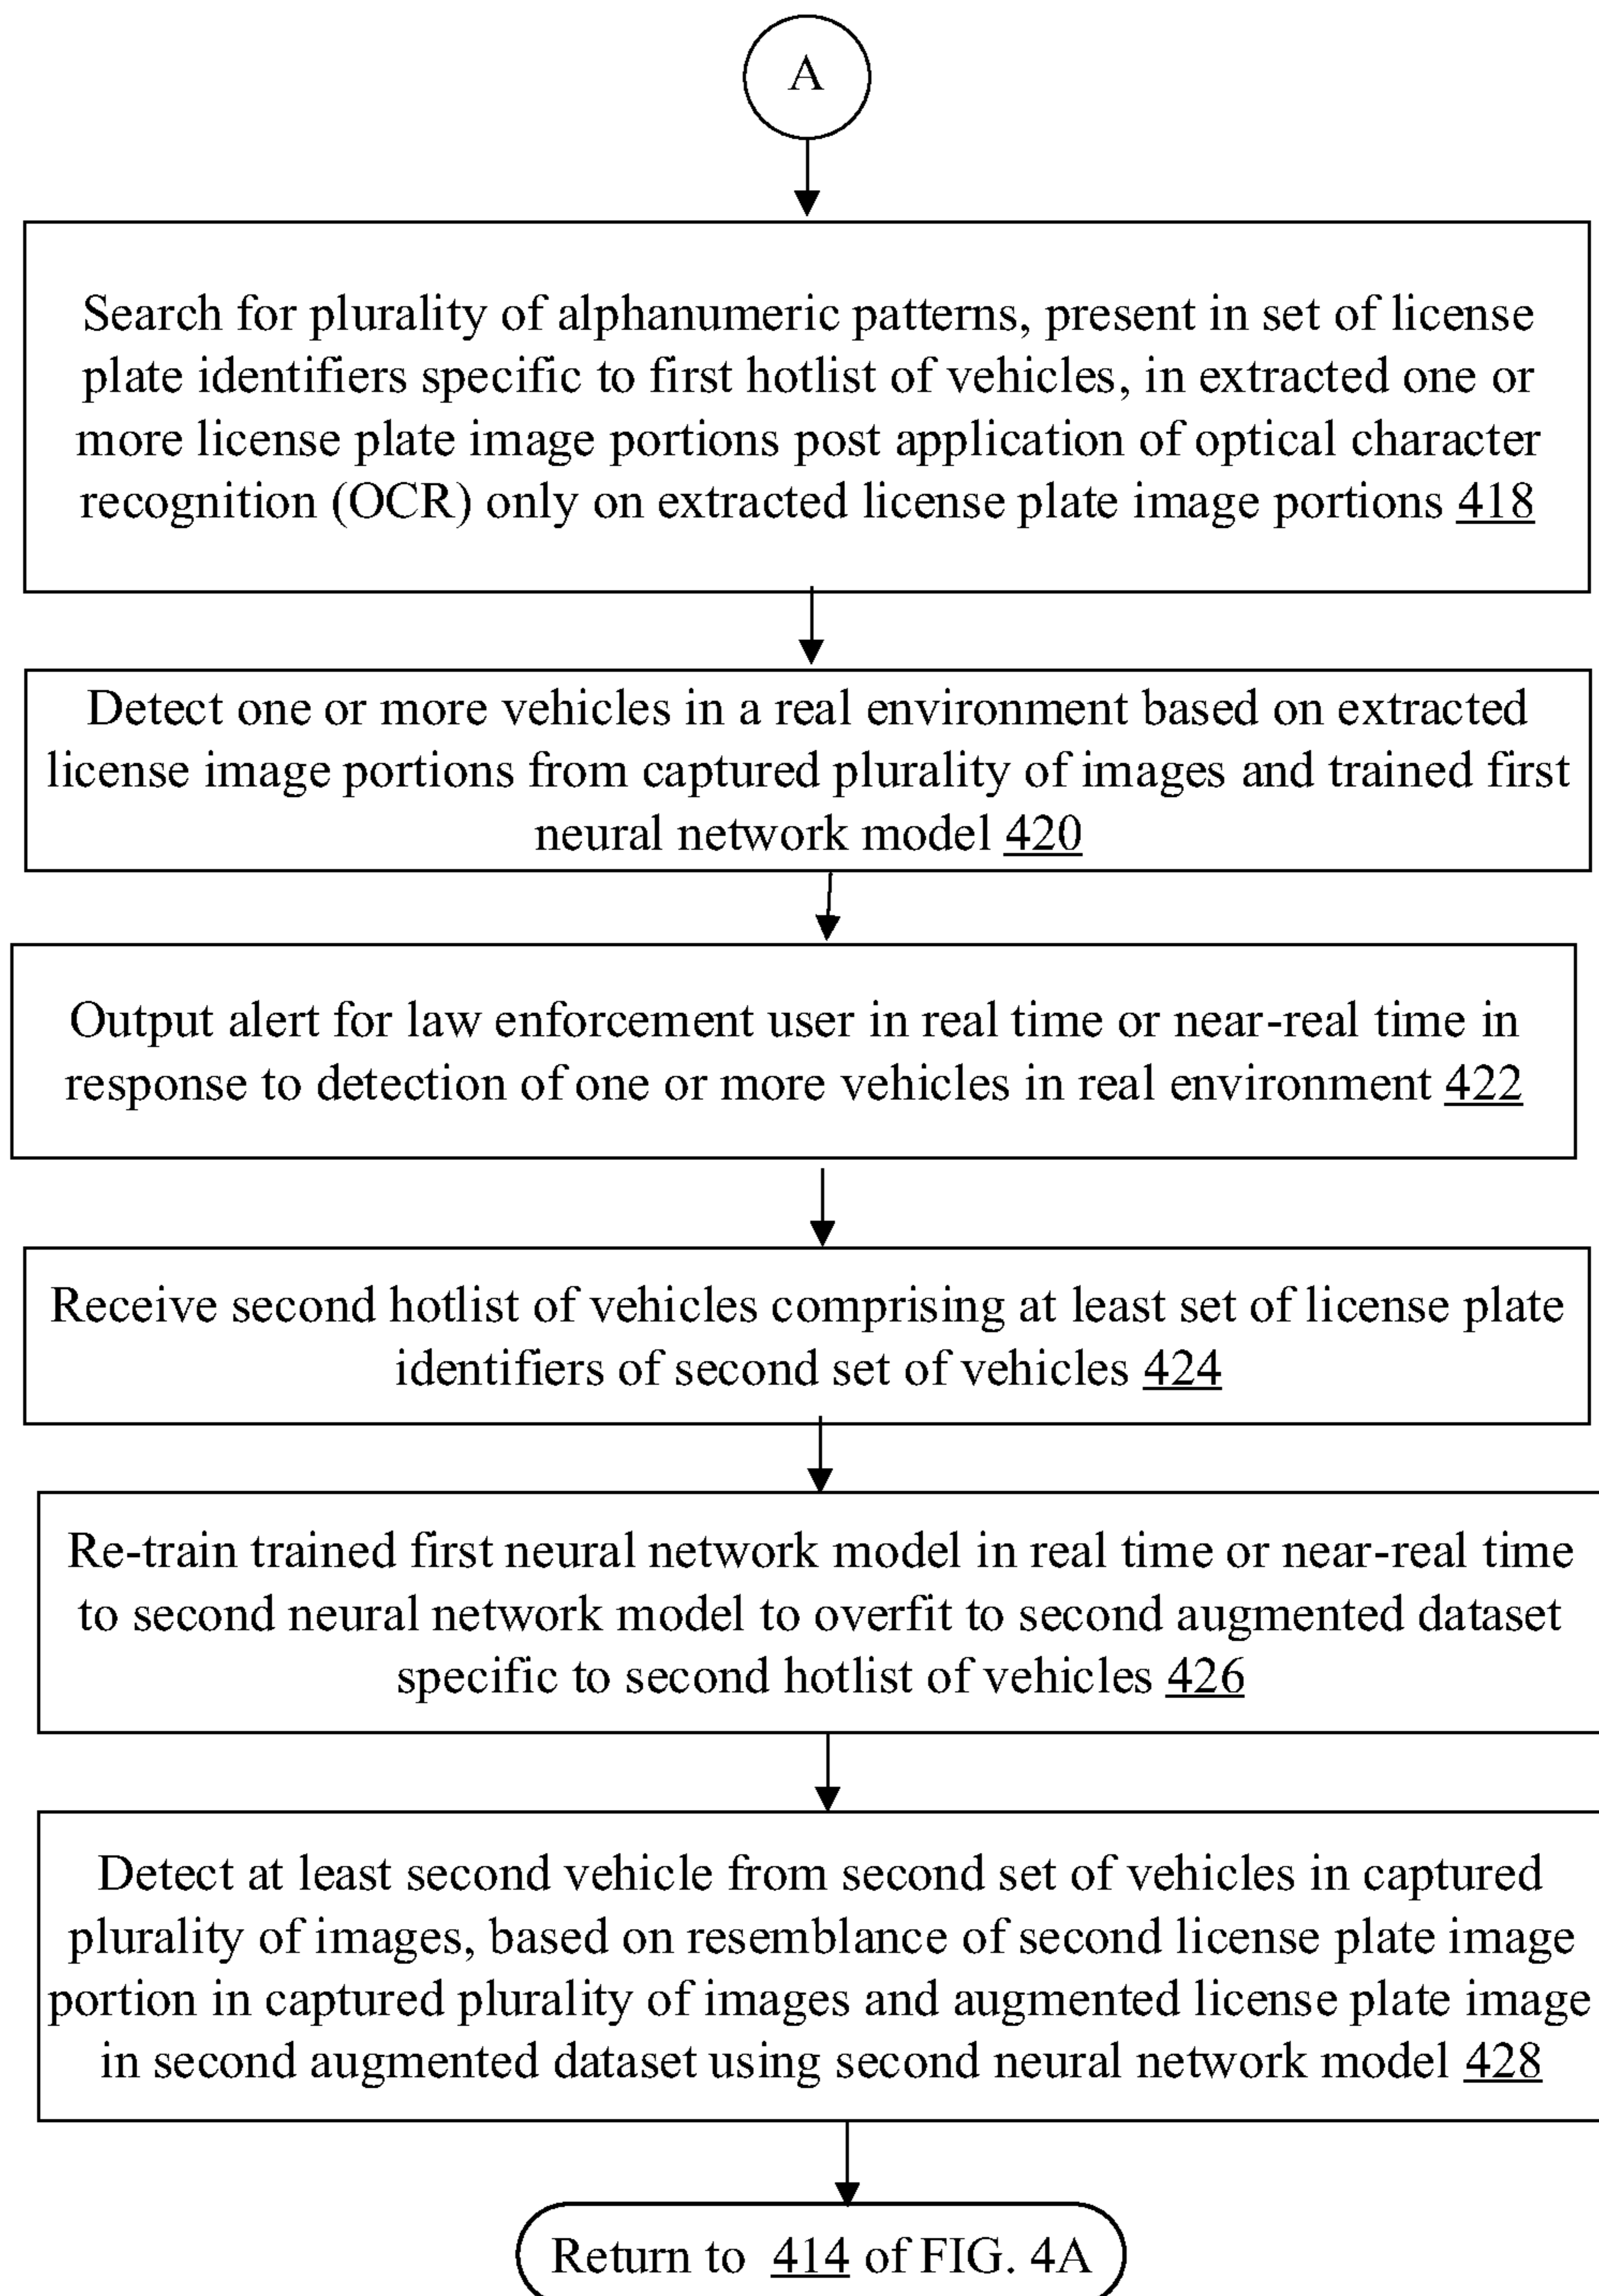 A
Search for plurality of alphanumeric patterns, present in set of license
plate identifiers specific to first hotlist of vehicles, in extracted one or
more license plate image portions post application of optical character
recognition (OCR) only on extracted license plate image portions 418
Detect one or more vehicles in a real environment based on extracted
license image portions from captured plurality of images and trained first
neural network model 420
Output alert for law enforcement user in real time or near-real time in
response to detection of one or more vehicles in real environment 422
Receive second hotlist of vehicles comprising at least set of license plate
identifiers of second set of vehicles 424
Re-train trained first neural network model in real time or near-real time
to second neural network model to overfit to second augmented dataset
specific to second hotlist of vehicles 426
Detect at least second vehicle from second set of vehicles in captured
plurality of images, based on resemblance of second license plate image
portion in captured plurality of images and augmented license plate image
in second augmented dataset using second neural network model 428
Return to 414 of FIG. 4A